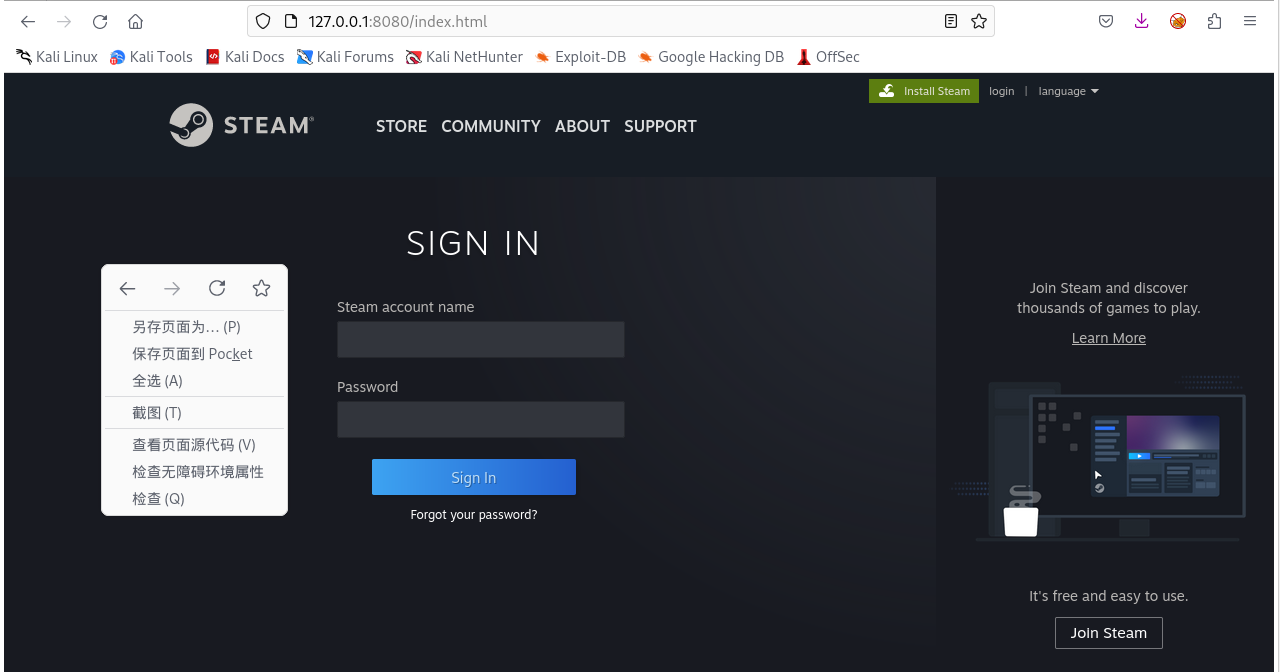 127.0.0.1:8080/index.html
Kali Linux Kali Tools Kali Docs Kali Forums Kali NetHunter Exploit-DB Google Hacking DB OffSec
Install Steam login | language
STEAM®
STORE COMMUNITY ABOUT SUPPORT
SIGN IN
另存页面为… (P)
保存页面到 Pocket
全选 (A)
截图 (T)
查看页面源代码 (V)
检查无障碍环境属性
检查 (Q)
Steam account name
Password
Sign In
Forgot your password?
Join Steam and discover
thousands of games to play.
Learn More
It's free and easy to use.
Join Steam